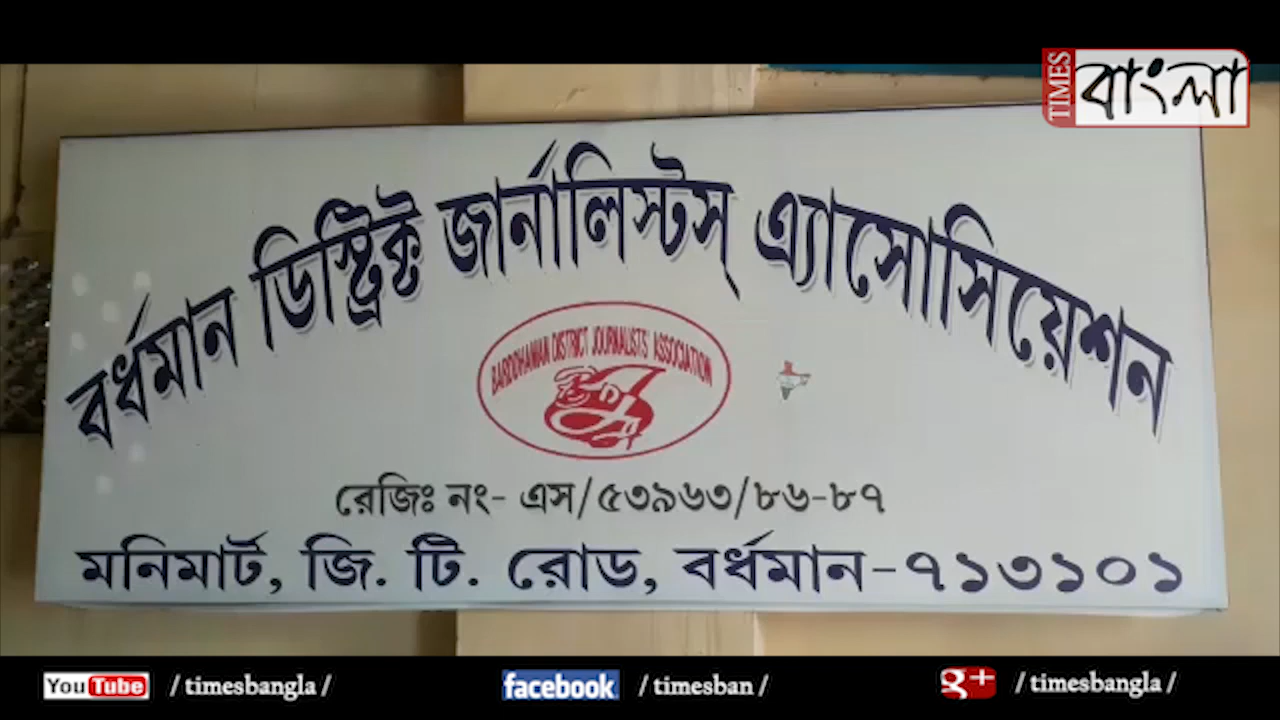 TIMES বাংলা
বর্ধমান ডিস্ট্রিক্ট জার্নালিস্টস্ এ্যাসোসিয়েশন
BARDDHAMAN DISTRICT JOURNALISTS' ASSOCIATION
রেজিঃ নং- এস/৫৩৯৬৩/৮৬-৮৭
মনিমার্ট, জি. টি. রোড, বর্ধমান-৭১৩১০১
YouTube / timesbangla / facebook / timesban / g+ / timesbangla /